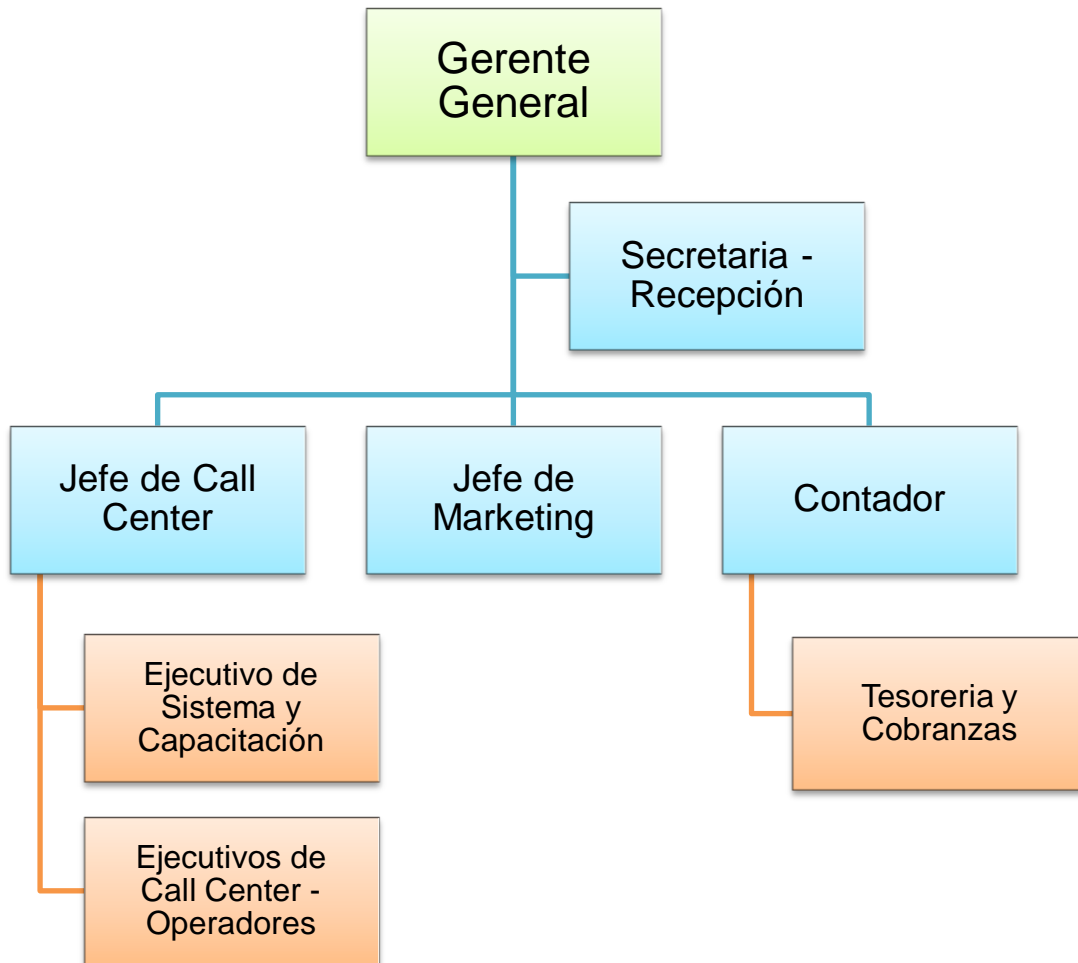 Gerente
General
Secretaria -
Recepción
Jefe de Call
Center
Jefe de
Marketing
Contador
Ejecutivo de
Sistema y
Capacitación
Tesoreria y
Cobranzas
Ejecutivos de
Call Center -
Operadores